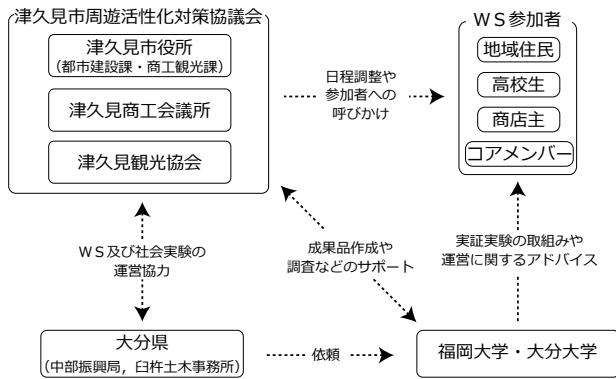 津久見市周遊活性化対策協議会
津久見市役所
（都市建設課・商工観光課）
津久見商工会議所
津久見観光協会
日程調整や
参加者への
呼びかけ
WS参加者
地域住民
高校生
商店主
コアメンバー
WS及び社会実験の
運営協力
成果品作成や
調査などのサポート
実証実験の取組みや
運営に関するアドバイス
大分県
（中部振興局，臼杵土木事務所）
依頼
福岡大学・大分大学